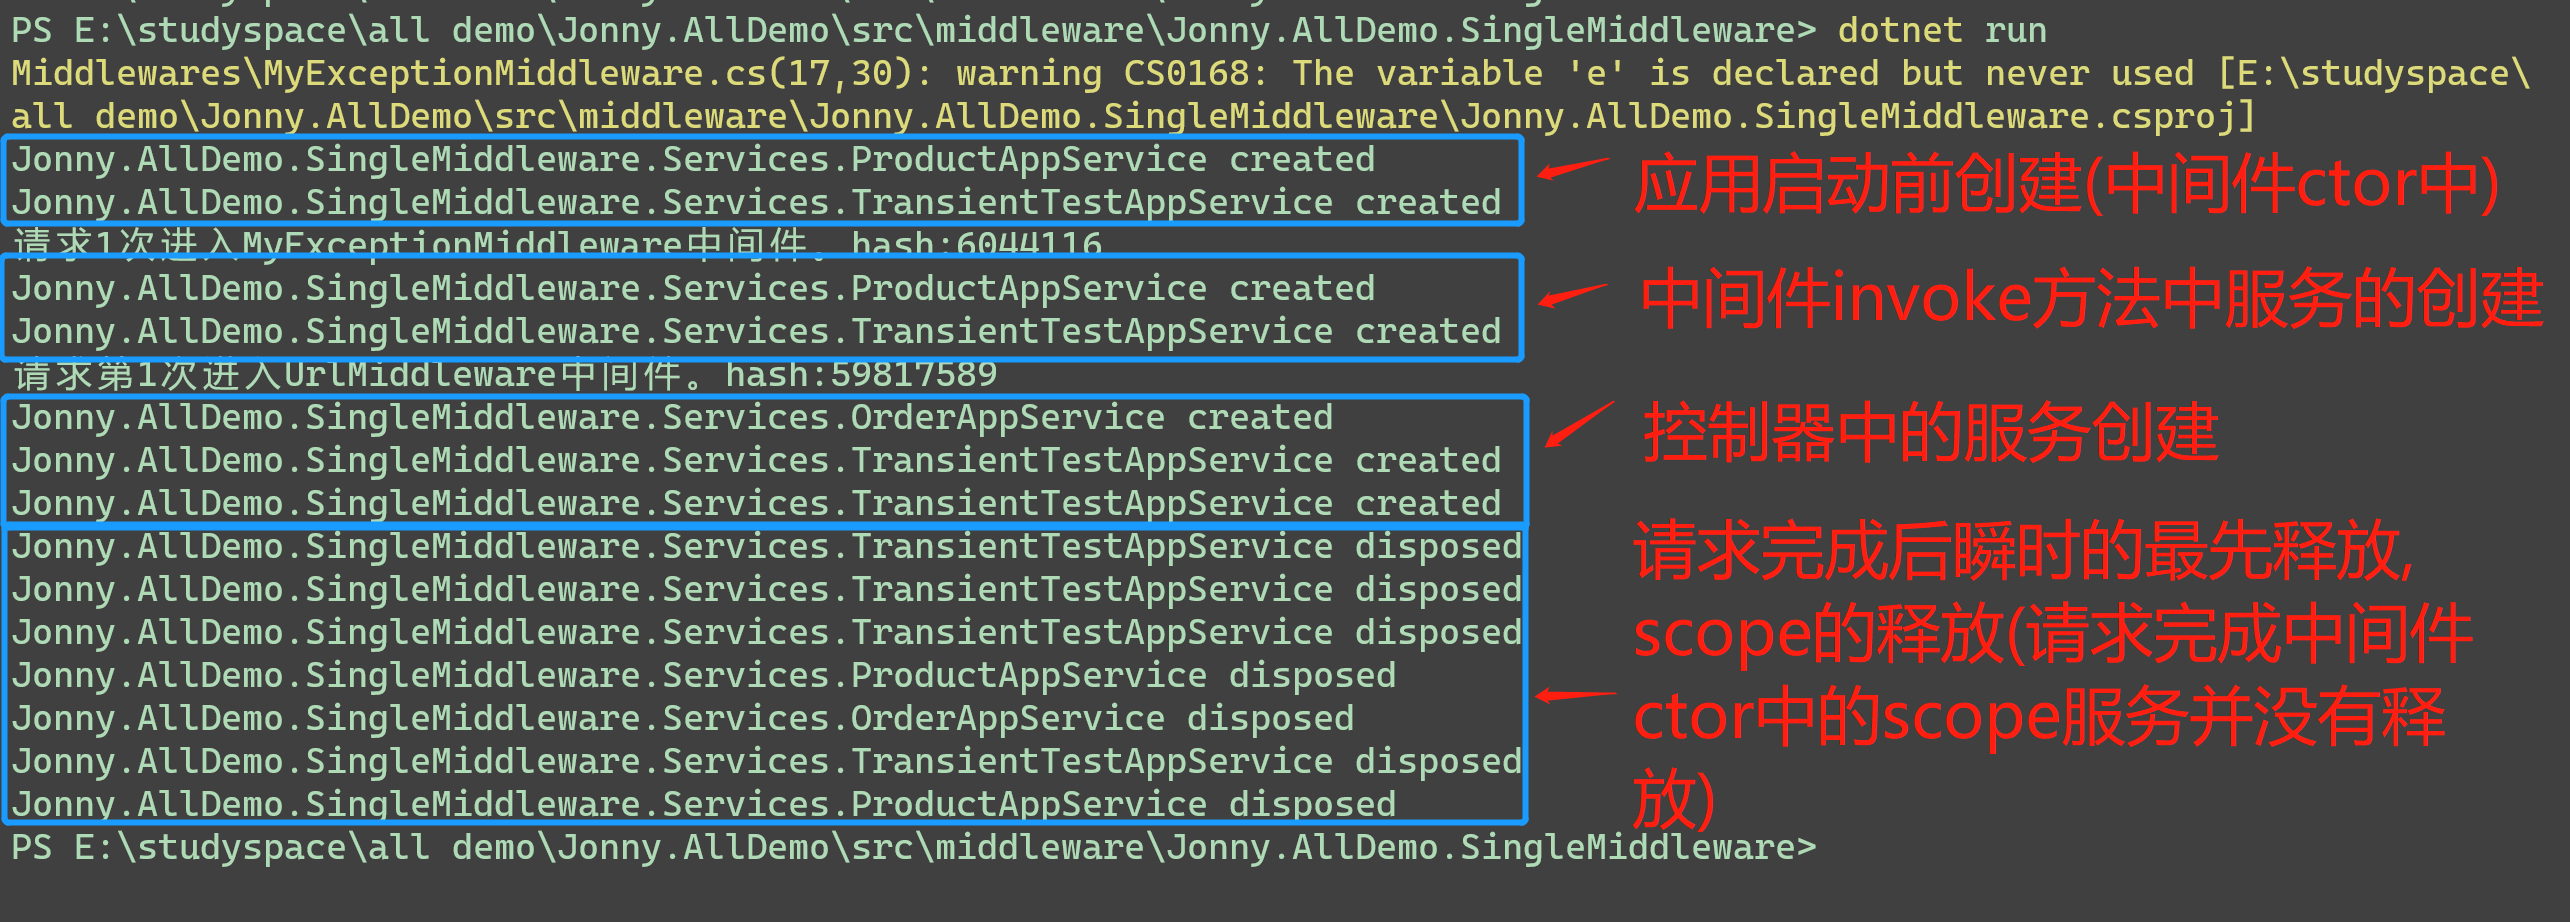 PS E:\studyspace\all demo\Jonny.AllDemo\src\middleware\Jonny.AllDemo.SingleMiddleware> dotnet run
Middlewares\MyExceptionMiddleware.cs(17,30): warning CS0168: The variable 'e' is declared but never used [E:\studyspace\
all demo\Jonny.AllDemo\src\middleware\Jonny.AllDemo.SingleMiddleware\Jonny.AllDemo.SingleMiddleware.csproj]
Jonny.AllDemo.SingleMiddleware.Services.ProductAppService created
Jonny.AllDemo.SingleMiddleware.Services.TransientTestAppService created
应用启动前创建(中间件ctor中)
请求1次进入MyExceptionMiddleware中间件。hash:6044116
Jonny.AllDemo.SingleMiddleware.Services.ProductAppService created
Jonny.AllDemo.SingleMiddleware.Services.TransientTestAppService created
中间件invoke方法中服务的创建
请求第1次进入UrlMiddleware中间件。hash:59817589
Jonny.AllDemo.SingleMiddleware.Services.OrderAppService created
Jonny.AllDemo.SingleMiddleware.Services.TransientTestAppService created
Jonny.AllDemo.SingleMiddleware.Services.TransientTestAppService created
控制器中的服务创建
Jonny.AllDemo.SingleMiddleware.Services.TransientTestAppService disposed
Jonny.AllDemo.SingleMiddleware.Services.TransientTestAppService disposed
Jonny.AllDemo.SingleMiddleware.Services.TransientTestAppService disposed
Jonny.AllDemo.SingleMiddleware.Services.ProductAppService disposed
Jonny.AllDemo.SingleMiddleware.Services.OrderAppService disposed
Jonny.AllDemo.SingleMiddleware.Services.TransientTestAppService disposed
Jonny.AllDemo.SingleMiddleware.Services.ProductAppService disposed
请求完成后瞬时的最先释放,
scope的释放(请求完成中间件
ctor中的scope服务并没有释
放)
PS E:\studyspace\all demo\Jonny.AllDemo\src\middleware\Jonny.AllDemo.SingleMiddleware>